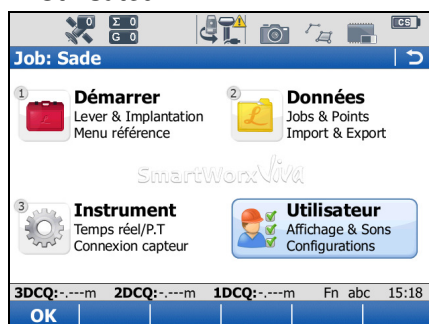 0 Σ 0 G 0 CS
Job: Sade
1 Démarrer
Lever & Implantation
Menu référence
2 Données
Jobs & Points
Import & Export
SmartWorx Viva
3 Instrument
Temps réel/P.T
Connexion capteur
Utilisateur
Affichage & Sons
Configurations
3DCQ:-.---m 2DCQ:-.---m 1DCQ:-.---m Fn abc 15:18
OK